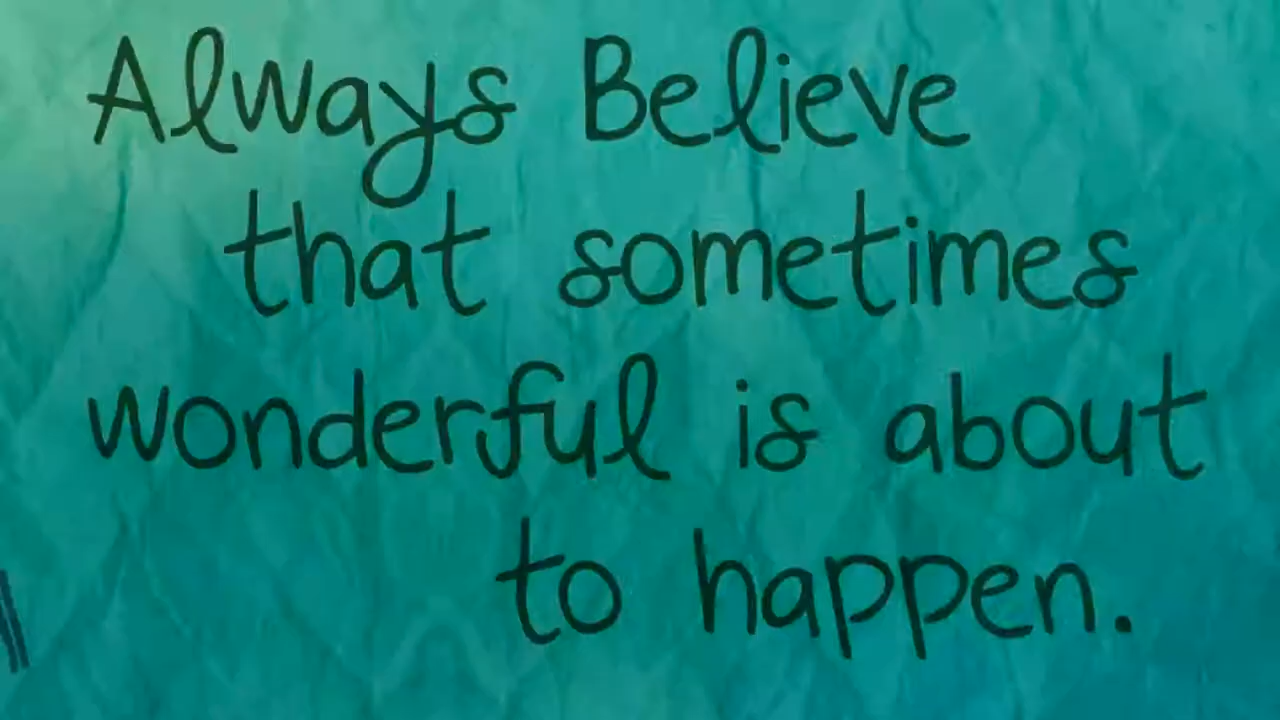 Always Believe
that sometimes
wonderful is about
to happen.